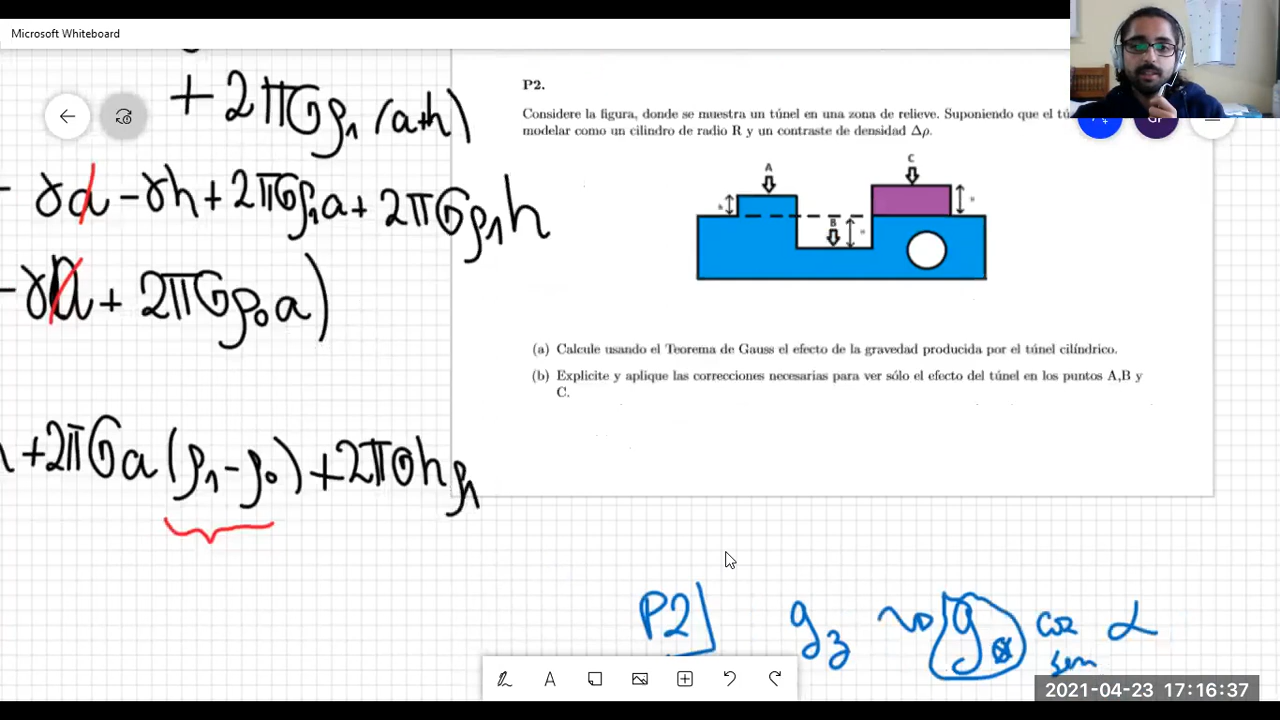 Microsoft Whiteboard
+ 2πGρ₁(a+h)
- γa - γh + 2πGρ₁a + 2πGρ₁h
- γa + 2πGρ₀a)
+ 2πGa(ρ₁-ρ₀) + 2πGhρ₁
P2.
Considere la figura, donde se muestra un túnel en una zona de relieve. Suponiendo que el tú
modelar como un cilindro de radio R y un contraste de densidad Δρ.
A
C
B
(a) Calcule usando el Teorema de Gauss el efecto de la gravedad producida por el túnel cilíndrico.
(b) Explicite y aplique las correcciones necesarias para ver sólo el efecto del túnel en los puntos A,B y
C.
P2 g_z g cos α
sen
2021-04-23 17:16:37